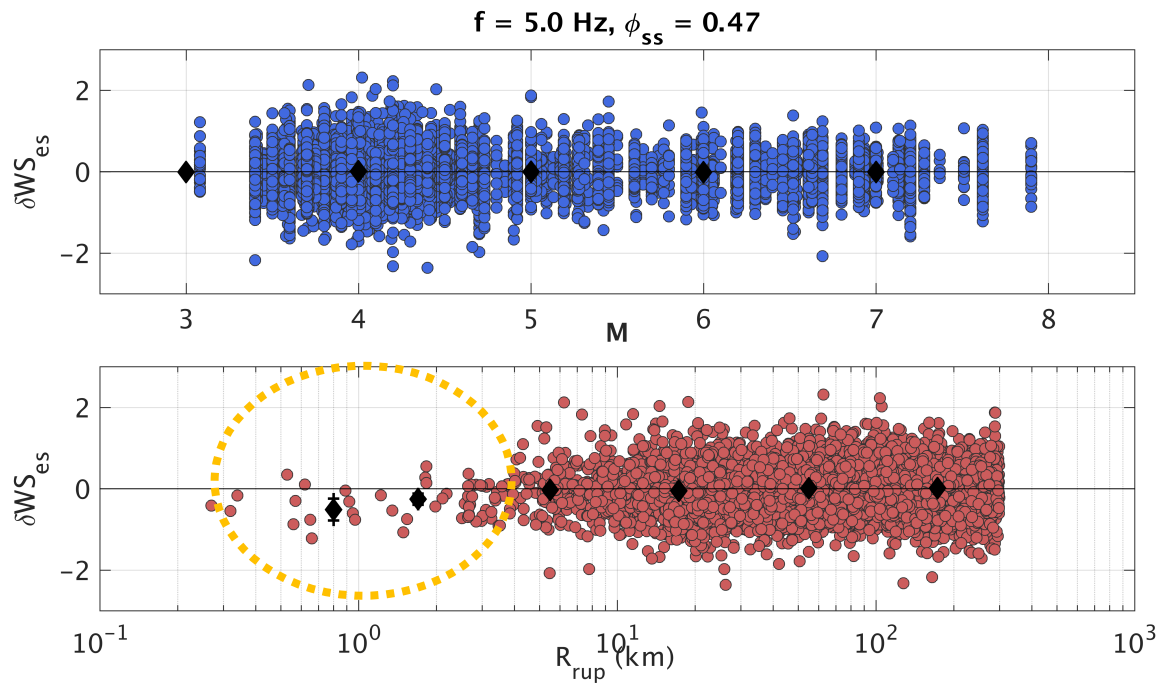 f = 5.0 Hz, ϕss = 0.47
δWSes
2
0
−2
3 4 5 6 7 8
M
δWSes
2
0
−2
10⁻¹ 10⁰ 10¹ 10² 10³
Rrup (km)